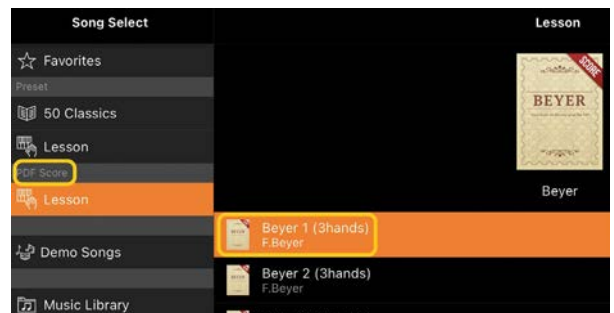 Song Select
Lesson
Favorites
Preset
50 Classics
Lesson
PDF Score
Lesson
Demo Songs
Music Library
SCORE
BEYER
Beyer
Beyer 1 (3hands)
F.Beyer
Beyer 2 (3hands)
F.Beyer